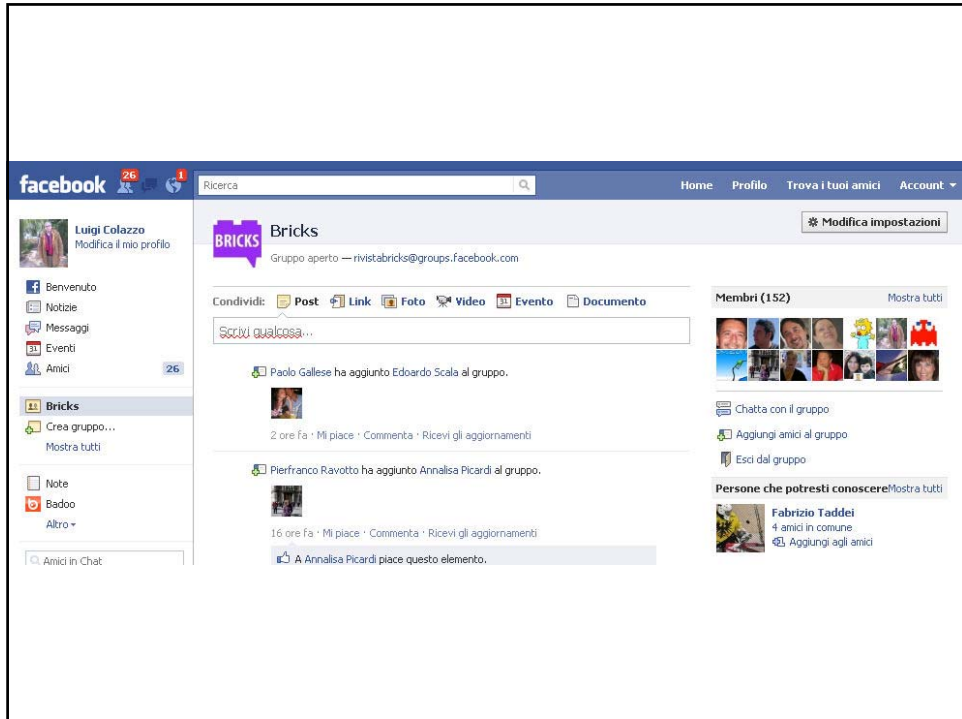 facebook 26 1 Ricerca Home Profilo Trova i tuoi amici Account
Luigi Colazzo
Modifica il mio profilo
Benvenuto
Notizie
Messaggi
31 Eventi
Amici 26
Bricks
Crea gruppo...
Mostra tutti
Note
Badoo
Altro
Amici in Chat
BRICKS
Bricks
Gruppo aperto — rivistabricks@groups.facebook.com
Condividi: Post Link Foto Video 31 Evento Documento
Scrivi qualcosa...
Paolo Gallese ha aggiunto Edoardo Scala al gruppo.
2 ore fa · Mi piace · Commenta · Ricevi gli aggiornamenti
Pierfranco Ravotto ha aggiunto Annalisa Picardi al gruppo.
16 ore fa · Mi piace · Commenta · Ricevi gli aggiornamenti
A Annalisa Picardi piace questo elemento.
Modifica impostazioni
Membri (152) Mostra tutti
Chatta con il gruppo
Aggiungi amici al gruppo
Esci dal gruppo
Persone che potresti conoscere Mostra tutti
Fabrizio Taddei
4 amici in comune
Aggiungi agli amici